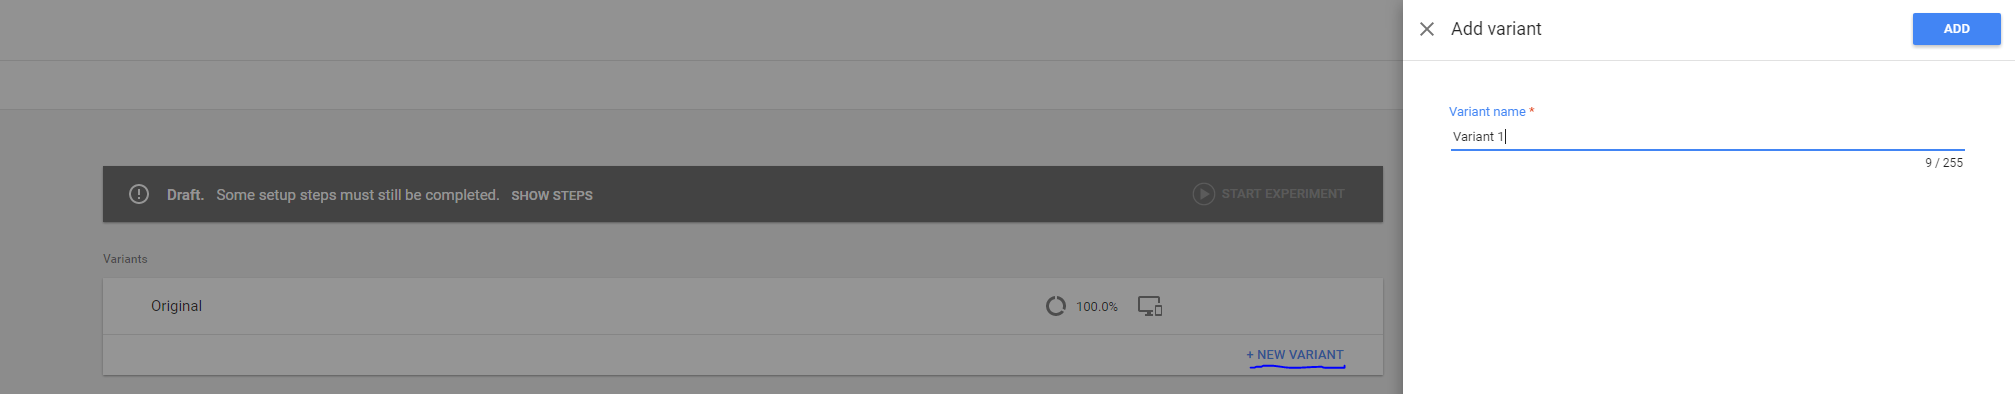 Add variant
ADD
Variant name *
Variant 1
9 / 255
Draft. Some setup steps must still be completed. SHOW STEPS
START EXPERIMENT
Variants
Original
100.0%
+ NEW VARIANT